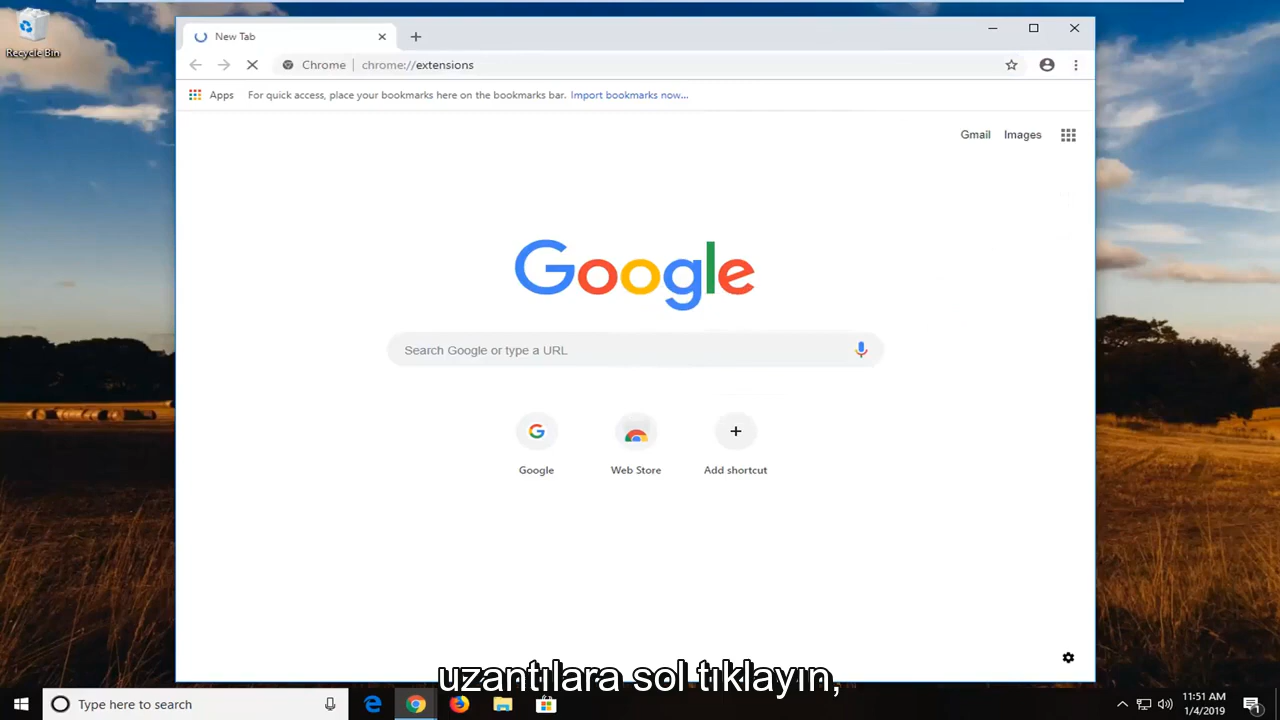 Recycle Bin
New Tab
Chrome | chrome://extensions
Apps For quick access, place your bookmarks here on the bookmarks bar. Import bookmarks now...
Gmail Images
Google
Search Google or type a URL
Google Web Store Add shortcut
uzantılara sol tıklayın,
Type here to search
11:51 AM
1/4/2019
1